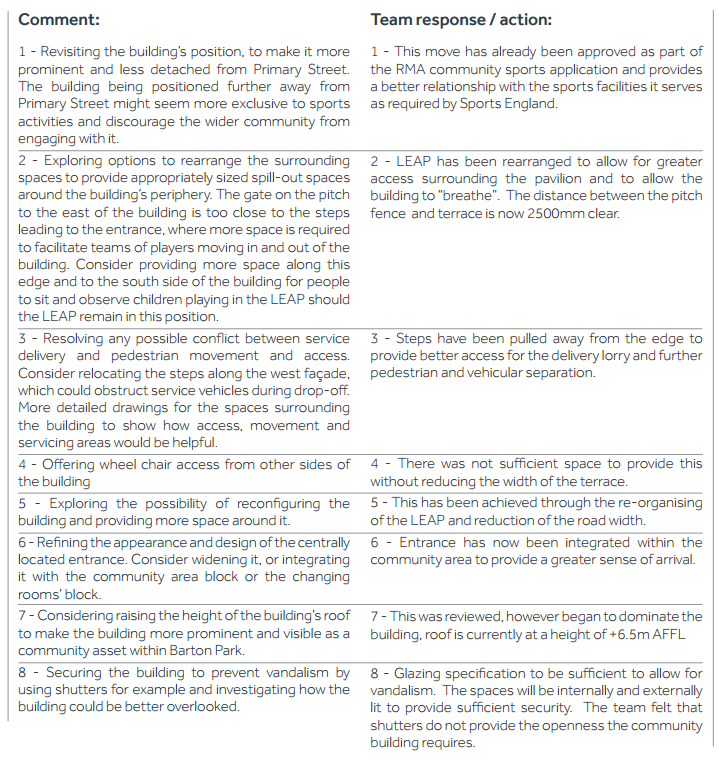 Comment:
Team response / action:
1 - Revisiting the building's position, to make it more
prominent and less detached from Primary Street.
The building being positioned further away from
Primary Street might seem more exclusive to sports
activities and discourage the wider community from
engaging with it.
1 - This move has already been approved as part of
the RMA community sports application and provides
a better relationship with the sports facilities it serves
as required by Sports England.
2 - Exploring options to rearrange the surrounding
spaces to provide appropriately sized spill-out spaces
around the building's periphery. The gate on the pitch
to the east of the building is too close to the steps
leading to the entrance, where more space is required
to facilitate teams of players moving in and out of the
building. Consider providing more space along this
edge and to the south side of the building for people
to sit and observe children playing in the LEAP should
the LEAP remain in this position.
2 - LEAP has been rearranged to allow for greater
access surrounding the pavilion and to allow the
building to "breathe". The distance between the pitch
fence and terrace is now 2500mm clear.
3 - Resolving any possible conflict between service
delivery and pedestrian movement and access.
Consider relocating the steps along the west façade,
which could obstruct service vehicles during drop-off.
More detailed drawings for the spaces surrounding
the building to show how access, movement and
servicing areas would be helpful.
3 - Steps have been pulled away from the edge to
provide better access for the delivery lorry and further
pedestrian and vehicular separation.
4 - Offering wheel chair access from other sides of
the building
4 - There was not sufficient space to provide this
without reducing the width of the terrace.
5 - Exploring the possibility of reconfiguring the
building and providing more space around it.
5 - This has been achieved through the re-organising
of the LEAP and reduction of the road width.
6 - Refining the appearance and design of the centrally
located entrance. Consider widening it, or integrating
it with the community area block or the changing
rooms' block.
6 - Entrance has now been integrated within the
community area to provide a greater sense of arrival.
7 - Considering raising the height of the building's roof
to make the building more prominent and visible as a
community asset within Barton Park.
7 - This was reviewed, however began to dominate the
building, roof is currently at a height of +6.5m AFFL
8 - Securing the building to prevent vandalism by
using shutters for example and investigating how the
building could be better overlooked.
8 - Glazing specification to be sufficient to allow for
vandalism. The spaces will be internally and externally
lit to provide sufficient security. The team felt that
shutters do not provide the openness the community
building requires.